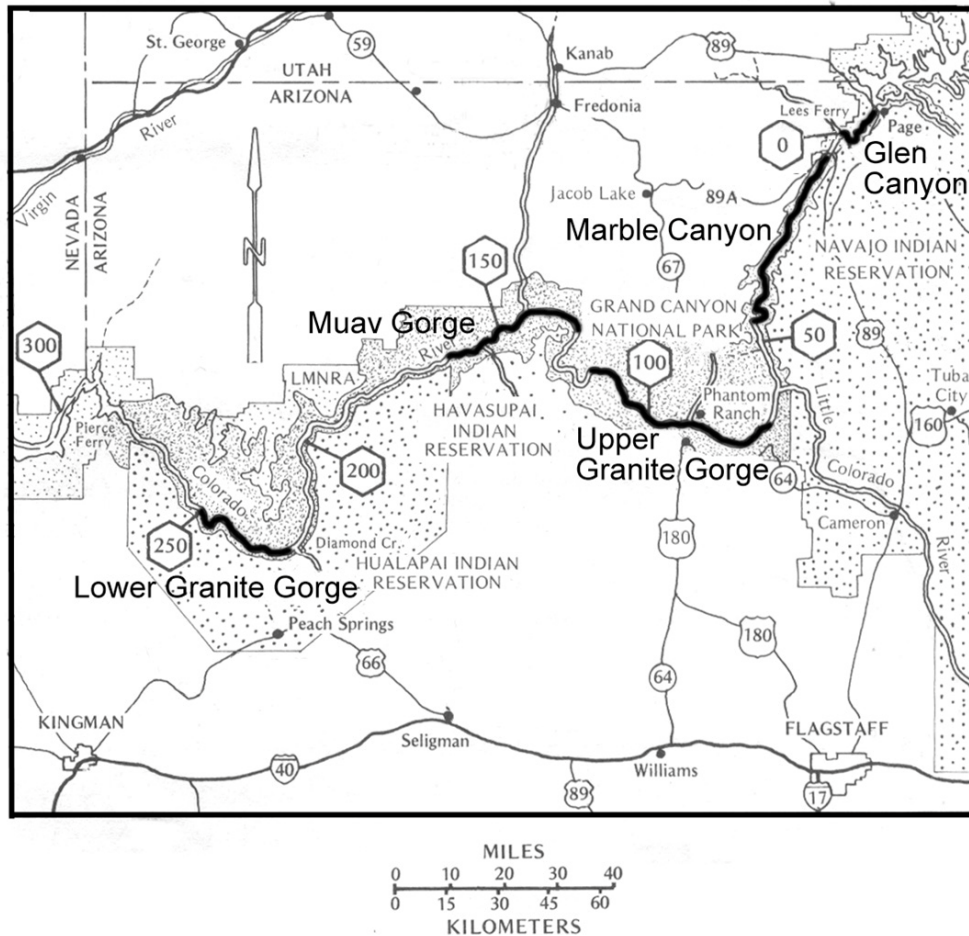 St. George
59
UTAH
ARIZONA
Kanab
89
Fredonia
Lees Ferry
Page
0
Glen
Canyon
Virgin
River
NEVADA
ARIZONA
N
Jacob Lake
89A
Marble Canyon
67
NAVAJO INDIAN
RESERVATION
150
GRAND CANYON
NATIONAL PARK
Muav Gorge
River
50
89
300
100
LMNRA
Phantom
Ranch
Little
Tuba
City
160
Pierce
Ferry
HAVASUPAI
INDIAN
RESERVATION
200
Upper
Granite Gorge
64
Colorado
Colorado
Cameron
River
250
Diamond Cr.
HUALAPAI INDIAN
RESERVATION
180
Lower Granite Gorge
Peach Springs
66
180
64
KINGMAN
Seligman
FLAGSTAFF
40
Williams
89
17
MILES
0 10 20 30 40
0 15 30 45 60
KILOMETERS